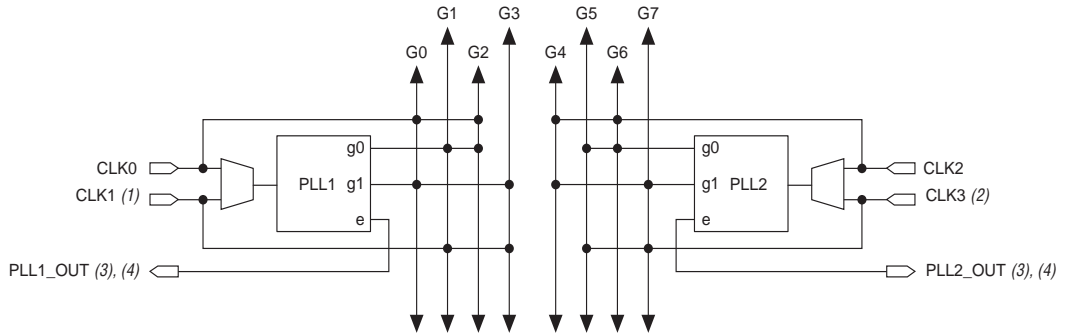 G1 G3 G5 G7
G0 G2 G4 G6
g0 g0
CLK0 CLK2
PLL1 g1 g1 PLL2
CLK1 (1) CLK3 (2)
e e
PLL1_OUT (3), (4) PLL2_OUT (3), (4)